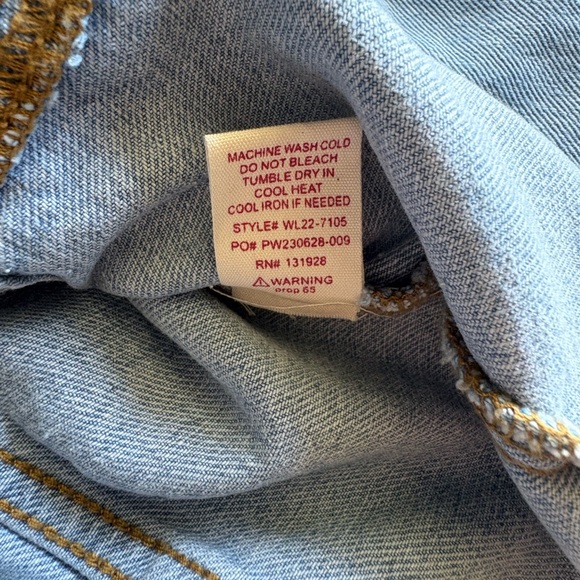 MACHINE WASH COLD
DO NOT BLEACH
TUMBLE DRY IN
COOL HEAT
COOL IRON IF NEEDED
STYLE# WL22-7105
PO# PW230628-009
RN# 131928
⚠WARNING
prop 65